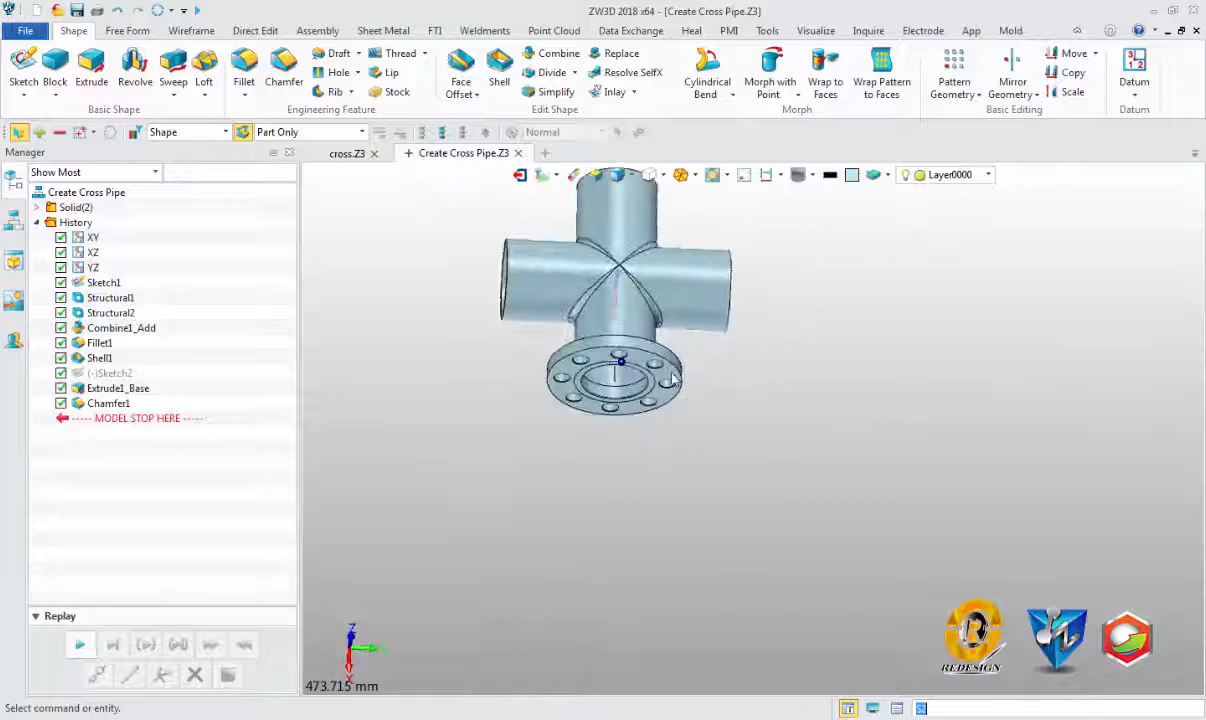 ZW3D 2018 x64 - [Create Cross Pipe.Z3]
File Shape Free Form Wireframe Direct Edit Assembly Sheet Metal FTI Weldments Point Cloud Data Exchange Heal PMI Tools Visualize Inquire Electrode App Mold
Sketch Block Extrude Revolve Sweep Loft
Basic Shape
Fillet Chamfer Draft Hole Rib Thread Lip Stock
Engineering Feature
Face Offset Shell Combine Divide Simplify Replace Resolve SelfX Inlay
Edit Shape
Cylindrical Bend Morph with Point Wrap to Faces Wrap Pattern to Faces
Morph
Pattern Geometry Mirror Geometry Move Copy Scale
Basic Editing
Datum
Datum
Shape Part Only Normal
Manager
cross.Z3 Create Cross Pipe.Z3
Show Most
Layer0000
Create Cross Pipe
Solid(2)
History
XY
XZ
YZ
Sketch1
Structural1
Structural2
Combine1_Add
Fillet1
Shell1
(-)Sketch2
Extrude1_Base
Chamfer1
----- MODEL STOP HERE ------
Replay
Z
473.715 mm
R
REDESIGN
Select command or entity.